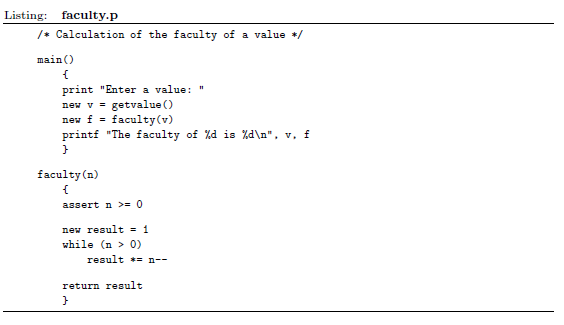 Listing: faculty.p
/* Calculation of the faculty of a value */
main()
{
print "Enter a value: "
new v = getvalue()
new f = faculty(v)
printf "The faculty of %d is %d\n", v, f
}
faculty(n)
{
assert n >= 0
new result = 1
while (n > 0)
result *= n--
return result
}